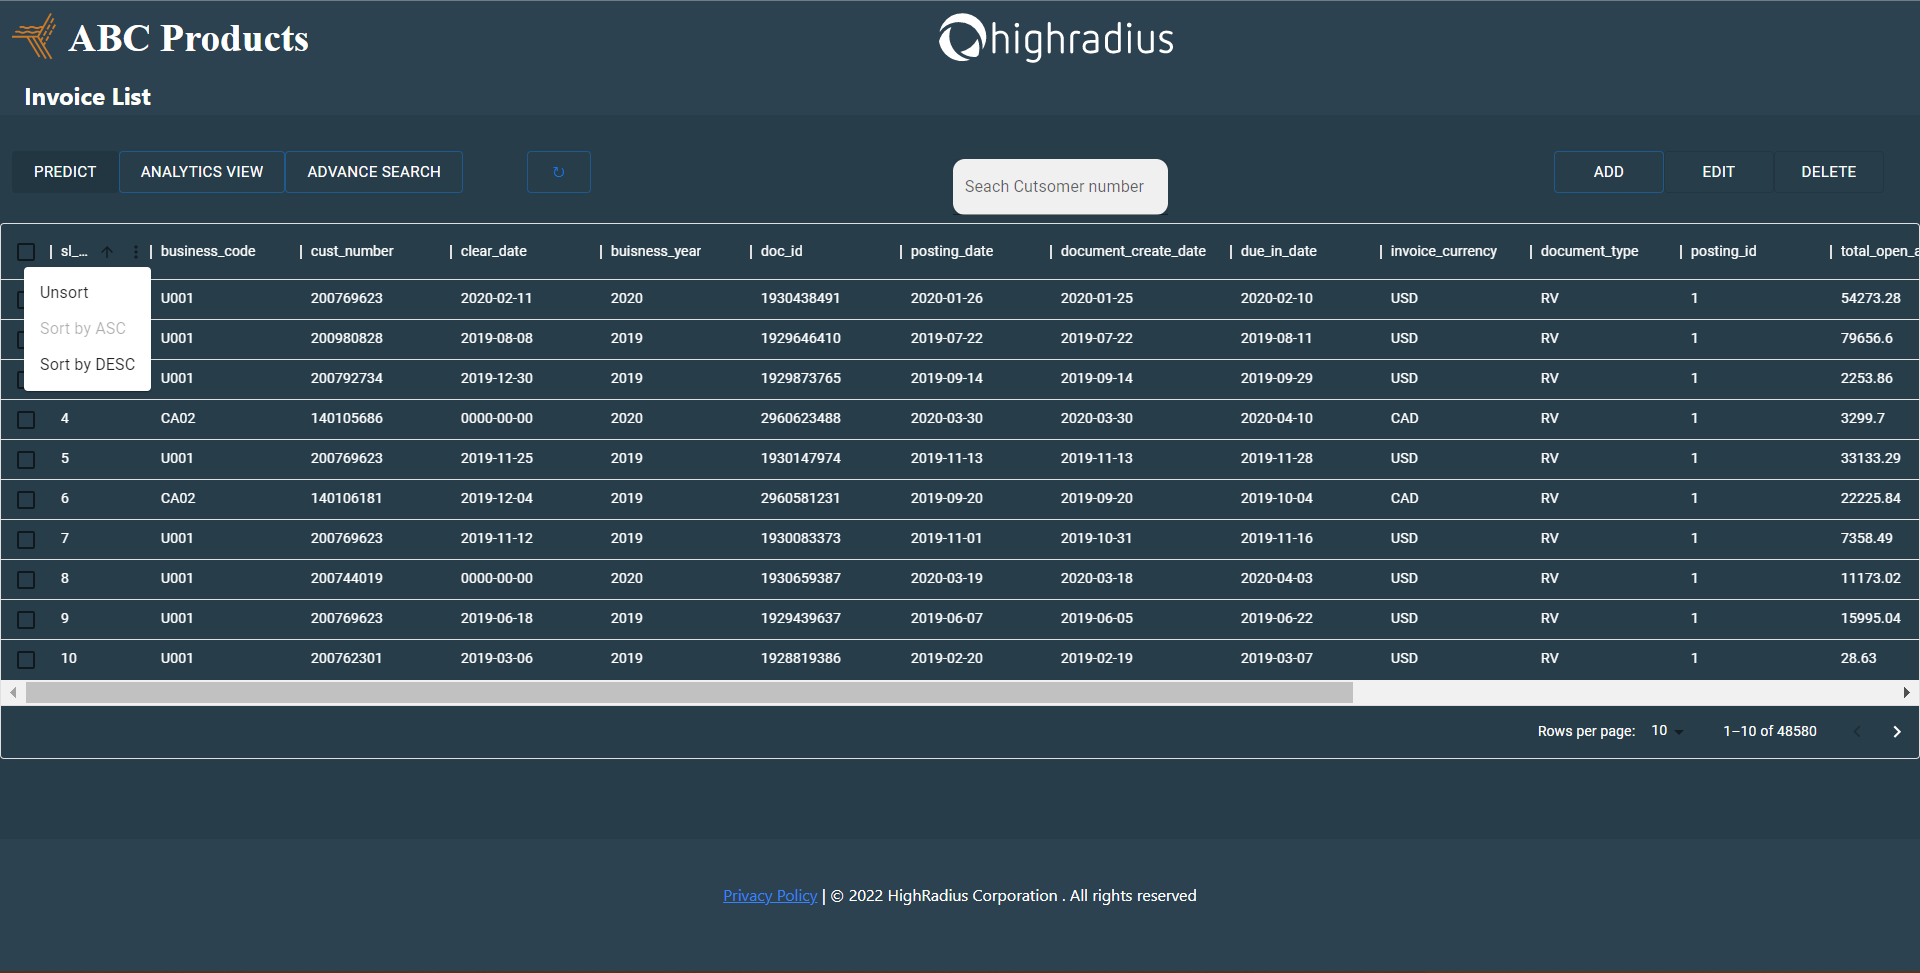 ABC Products
highradius
Invoice List
PREDICT ANALYTICS VIEW ADVANCE SEARCH ↻ Seach Cutsomer number ADD EDIT DELETE
sl_... business_code cust_number clear_date buisness_year doc_id posting_date document_create_date due_in_date invoice_currency document_type posting_id total_open_a
Unsort
Sort by ASC
Sort by DESC
U001 200769623 2020-02-11 2020 1930438491 2020-01-26 2020-01-25 2020-02-10 USD RV 1 54273.28
U001 200980828 2019-08-08 2019 1929646410 2019-07-22 2019-07-22 2019-08-11 USD RV 1 79656.6
U001 200792734 2019-12-30 2019 1929873765 2019-09-14 2019-09-14 2019-09-29 USD RV 1 2253.86
4 CA02 140105686 0000-00-00 2020 2960623488 2020-03-30 2020-03-30 2020-04-10 CAD RV 1 3299.7
5 U001 200769623 2019-11-25 2019 1930147974 2019-11-13 2019-11-13 2019-11-28 USD RV 1 33133.29
6 CA02 140106181 2019-12-04 2019 2960581231 2019-09-20 2019-09-20 2019-10-04 CAD RV 1 22225.84
7 U001 200769623 2019-11-12 2019 1930083373 2019-11-01 2019-10-31 2019-11-16 USD RV 1 7358.49
8 U001 200744019 0000-00-00 2020 1930659387 2020-03-19 2020-03-18 2020-04-03 USD RV 1 11173.02
9 U001 200769623 2019-06-18 2019 1929439637 2019-06-07 2019-06-05 2019-06-22 USD RV 1 15995.04
10 U001 200762301 2019-03-06 2019 1928819386 2019-02-20 2019-02-19 2019-03-07 USD RV 1 28.63
Rows per page: 10 1–10 of 48580
Privacy Policy | © 2022 HighRadius Corporation . All rights reserved